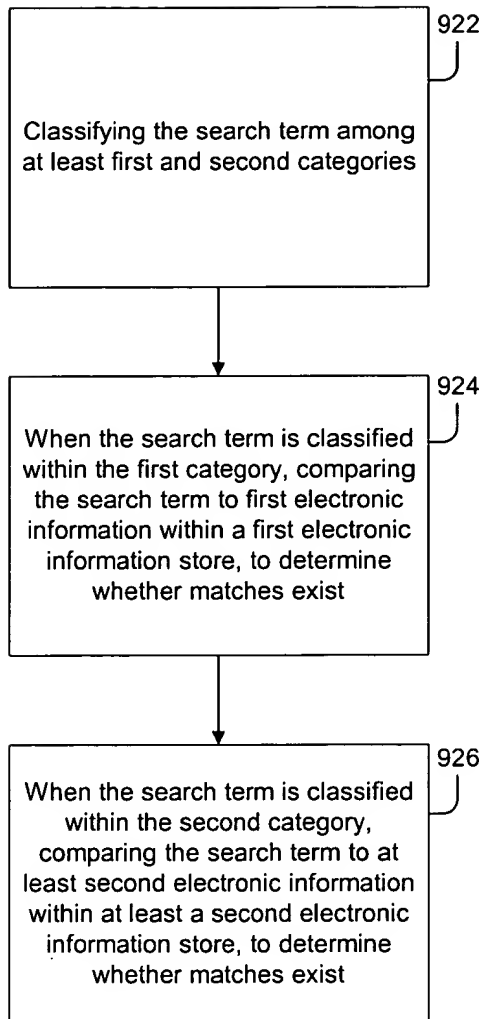 922
Classifying the search term among
at least first and second categories
924
When the search term is classified
within the first category, comparing
the search term to first electronic
information within a first electronic
information store, to determine
whether matches exist
926
When the search term is classified
within the second category,
comparing the search term to at
least second electronic information
within at least a second electronic
information store, to determine
whether matches exist